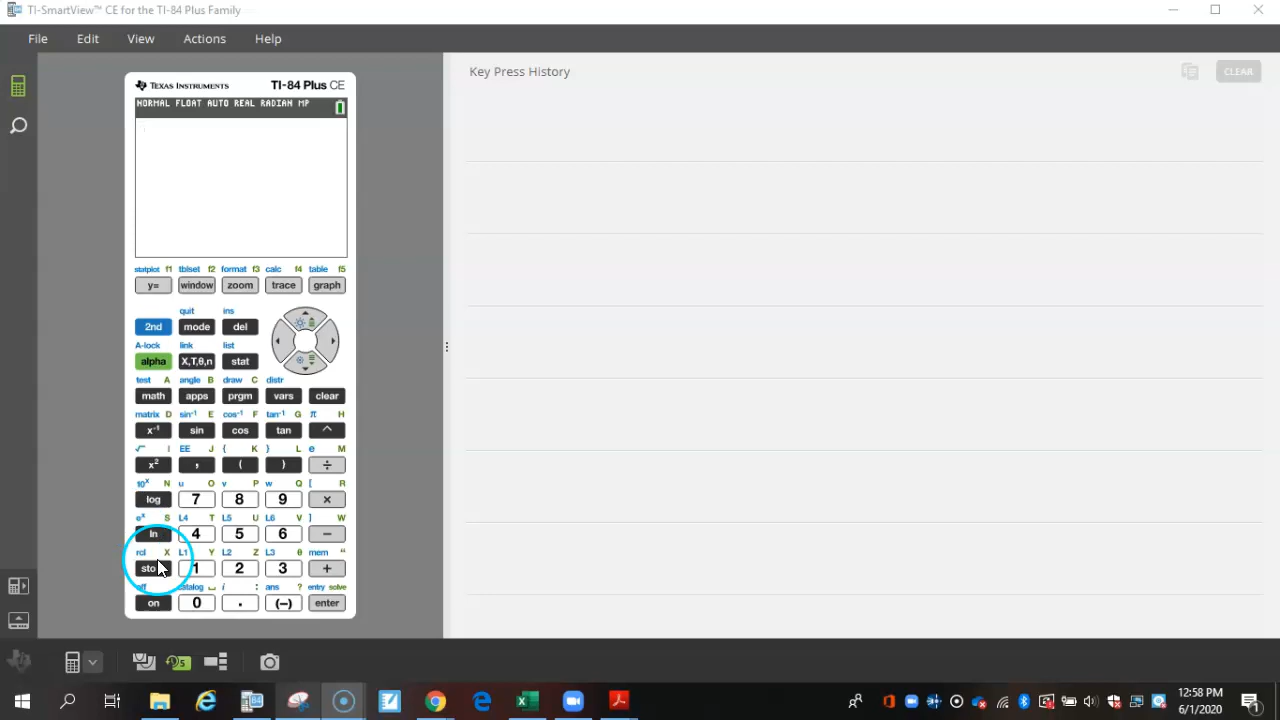 TI-SmartView™ CE for the TI-84 Plus Family
File Edit View Actions Help
Key Press History
CLEAR
TEXAS INSTRUMENTS TI-84 Plus CE
NORMAL FLOAT AUTO REAL RADIAN MP
statplot f1 tblset f2 format f3 calc f4 table f5
y= window zoom trace graph
quit ins
2nd mode del
A-lock link list
alpha X,T,θ,n stat
test A angle B draw C distr
math apps prgm vars clear
matrix D sin-1 E cos-1 F tan-1 G π H
x-1 sin cos tan ^
√ I EE J { K } L e M
x2 , ( ) ÷
10x N u O v P w Q [ R
log 7 8 9 ×
ex S L4 T L5 U L6 V ] W
ln 4 5 6 −
rcl X L1 Y L2 Z L3 θ mem "
sto 1 2 3 +
off catalog i : ans ? entry solve
on 0 . (−) enter
5
12:58 PM
6/1/2020
1